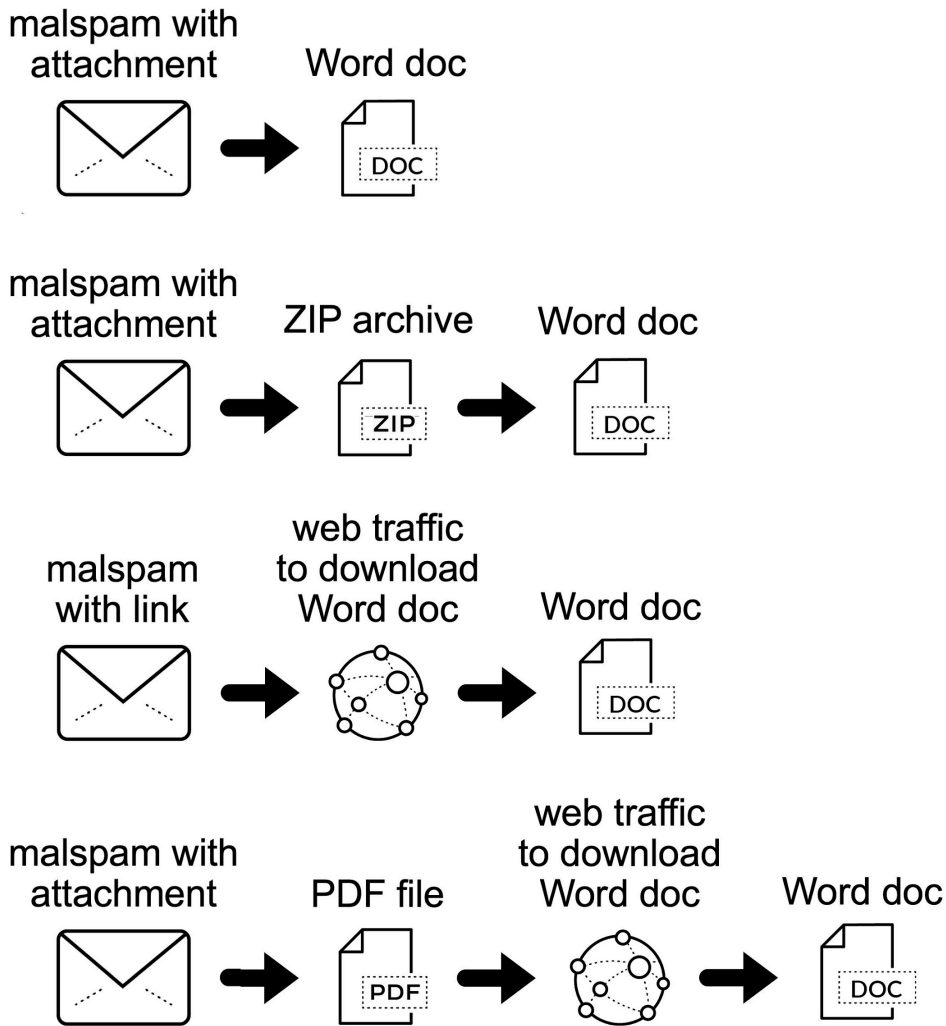 malspam with
attachment
Word doc
DOC
malspam with
attachment
ZIP archive
Word doc
ZIP
DOC
malspam
with link
web traffic
to download
Word doc
Word doc
DOC
malspam with
attachment
PDF file
web traffic
to download
Word doc
Word doc
PDF
DOC